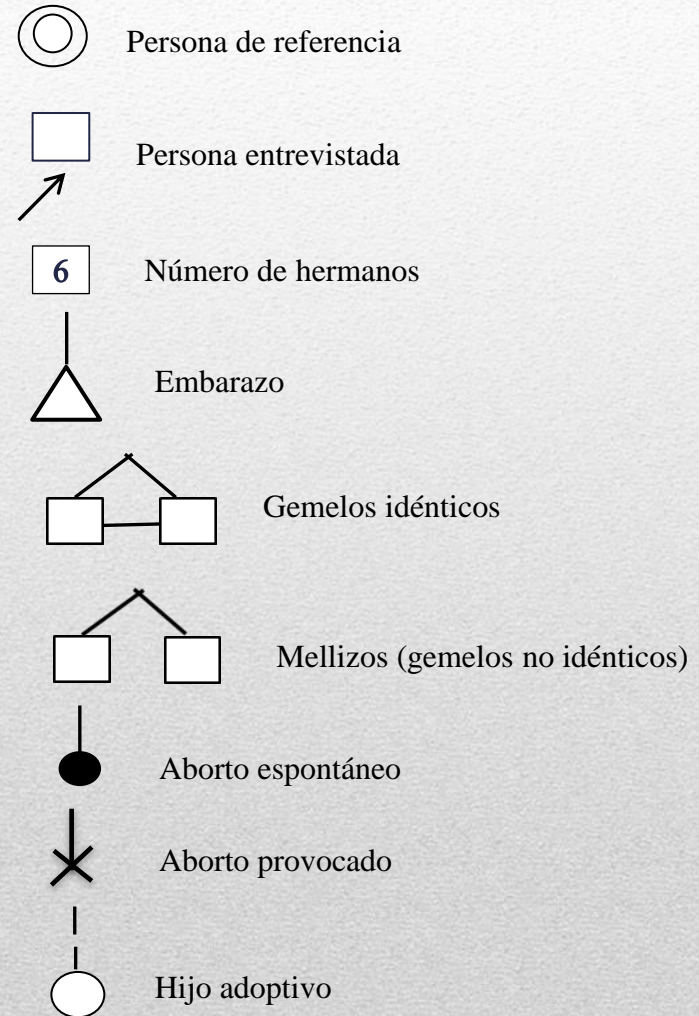 Persona de referencia
Persona entrevistada
6 Número de hermanos
Embarazo
Gemelos idénticos
Mellizos (gemelos no idénticos)
Aborto espontáneo
Aborto provocado
Hijo adoptivo